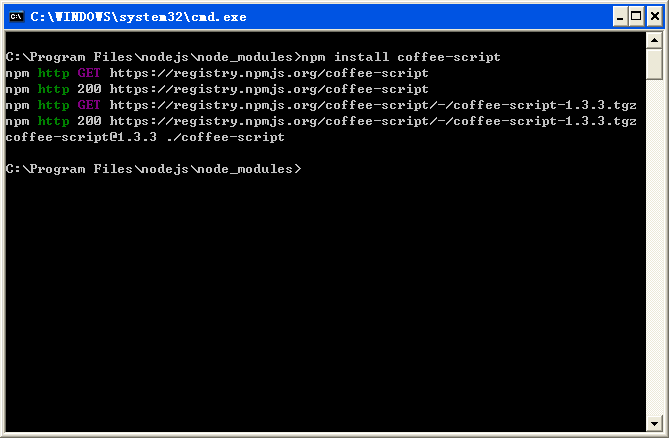 C:\WINDOWS\system32\cmd.exe
C:\Program Files\nodejs\node_modules>npm install coffee-script
npm http GET https://registry.npmjs.org/coffee-script
npm http 200 https://registry.npmjs.org/coffee-script
npm http GET https://registry.npmjs.org/coffee-script/-/coffee-script-1.3.3.tgz
npm http 200 https://registry.npmjs.org/coffee-script/-/coffee-script-1.3.3.tgz
coffee-script@1.3.3 ./coffee-script
C:\Program Files\nodejs\node_modules>